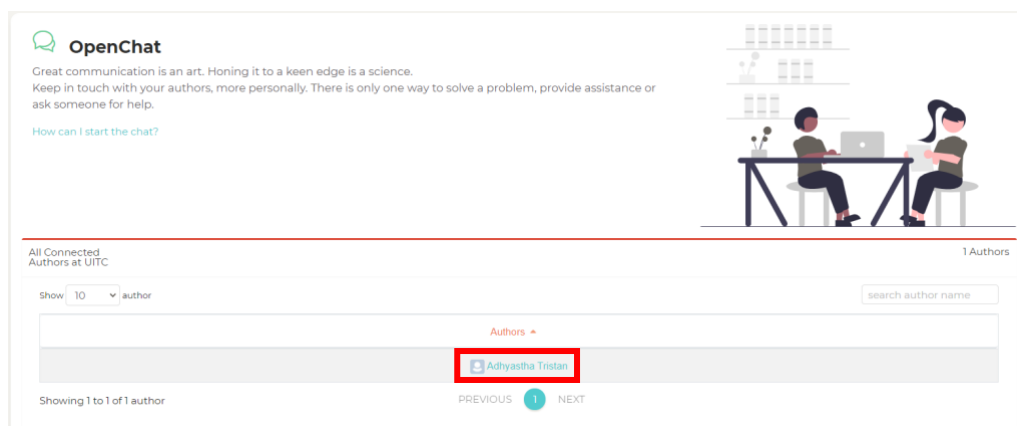 OpenChat
Great communication is an art. Honing it to a keen edge is a science.
Keep in touch with your authors, more personally. There is only one way to solve a problem, provide assistance or
ask someone for help.
How can I start the chat?
All Connected
Authors at UITC
1 Authors
Show 10 author
search author name
Authors
Adhyastha Tristan
Showing 1 to 1 of 1 author
PREVIOUS 1 NEXT